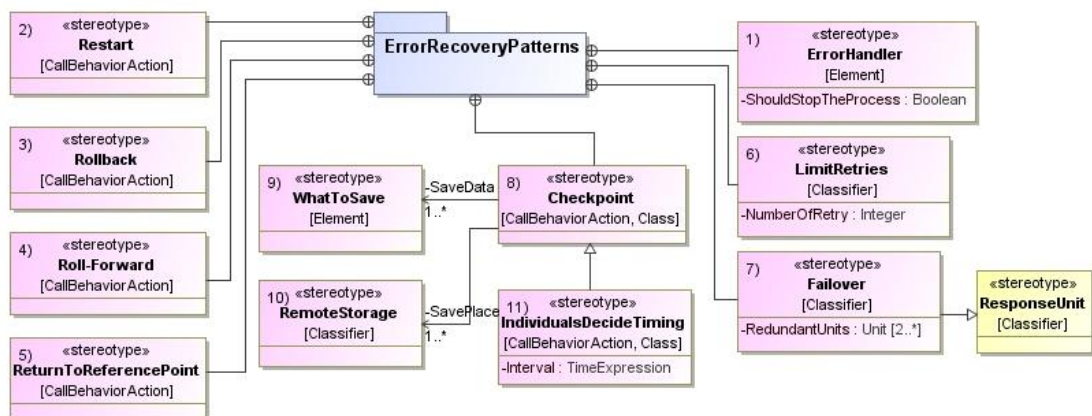 2) «stereotype»
Restart
[CallBehaviorAction]
3) «stereotype»
Rollback
[CallBehaviorAction]
4) «stereotype»
Roll-Forward
[CallBehaviorAction]
5) «stereotype»
ReturnToReferencePoint
[CallBehaviorAction]
ErrorRecoveryPatterns
9) «stereotype»
WhatToSave
[Element]
-SaveData
1..*
8) «stereotype»
Checkpoint
[CallBehaviorAction, Class]
10) «stereotype»
RemoteStorage
[Classifier]
-SavePlace
1..*
11) «stereotype»
IndividualsDecideTiming
[CallBehaviorAction, Class]
-Interval : TimeExpression
1) «stereotype»
ErrorHandler
[Element]
-ShouldStopTheProcess : Boolean
6) «stereotype»
LimitRetries
[Classifier]
-NumberOfRetry : Integer
7) «stereotype»
Failover
[Classifier]
-RedundantUnits : Unit [2..*]
«stereotype»
ResponseUnit
[Classifier]